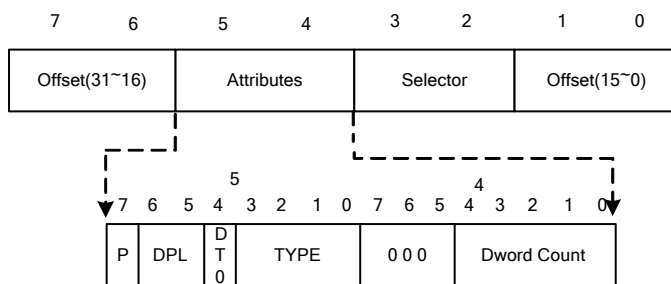 7 6 5 4 3 2 1 0
Offset(31~16) Attributes Selector Offset(15~0)
5 4
7 6 5 4 3 2 1 0 7 6 5 4 3 2 1 0
P DPL DT0 TYPE 0 0 0 Dword Count